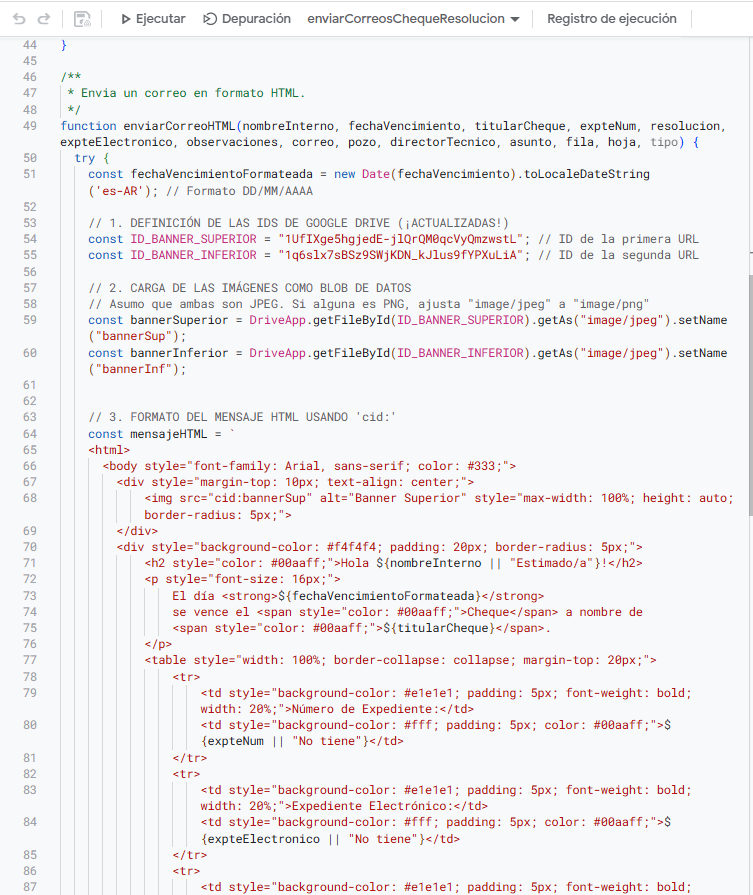 Ejecutar Depuración enviarCorreosChequeResolucion Registro de ejecución
44 }
45
46 /**
47 * Envia un correo en formato HTML.
48 */
49 function enviarCorreoHTML(nombreInterno, fechaVencimiento, titularCheque, expteNum, resolucion,
expteElectronico, observaciones, correo, pozo, directorTecnico, asunto, fila, hoja, tipo) {
50 try {
51 const fechaVencimientoFormateada = new Date(fechaVencimiento).toLocaleDateString
('es-AR'); // Formato DD/MM/AAAA
52
53 // 1. DEFINICIÓN DE LAS IDS DE GOOGLE DRIVE (¡ACTUALIZADAS!)
54 const ID_BANNER_SUPERIOR = "1UfIXge5hgjedE-jlQrQM0qcVyQmzwstL"; // ID de la primera URL
55 const ID_BANNER_INFERIOR = "1q6slx7sBSz9SWjKDN_kJlus9fYPXuLiA"; // ID de la segunda URL
56
57 // 2. CARGA DE LAS IMÁGENES COMO BLOB DE DATOS
58 // Asumo que ambas son JPEG. Si alguna es PNG, ajusta "image/jpeg" a "image/png"
59 const bannerSuperior = DriveApp.getFileById(ID_BANNER_SUPERIOR).getAs("image/jpeg").setName
("bannerSup");
60 const bannerInferior = DriveApp.getFileById(ID_BANNER_INFERIOR).getAs("image/jpeg").setName
("bannerInf");
61
62
63 // 3. FORMATO DEL MENSAJE HTML USANDO 'cid:'
64 const mensajeHTML = `
65 <html>
66 <body style="font-family: Arial, sans-serif; color: #333;">
67 <div style="margin-top: 10px; text-align: center;">
68 <img src="cid:bannerSup" alt="Banner Superior" style="max-width: 100%; height: auto;
border-radius: 5px;">
69 </div>
70 <div style="background-color: #f4f4f4; padding: 20px; border-radius: 5px;">
71 <h2 style="color: #00aaff;">Hola ${nombreInterno || "Estimado/a"}!</h2>
72 <p style="font-size: 16px;">
73 El día <strong>${fechaVencimientoFormateada}</strong>
74 se vence el <span style="color: #00aaff;">Cheque</span> a nombre de
75 <span style="color: #00aaff;">${titularCheque}</span>.
76 </p>
77 <table style="width: 100%; border-collapse: collapse; margin-top: 20px;">
78 <tr>
79 <td style="background-color: #e1e1e1; padding: 5px; font-weight: bold;
width: 20%;">Número de Expediente:</td>
80 <td style="background-color: #fff; padding: 5px; color: #00aaff;">$
{expteNum || "No tiene"}</td>
81 </tr>
82 <tr>
83 <td style="background-color: #e1e1e1; padding: 5px; font-weight: bold;
width: 20%;">Expediente Electrónico:</td>
84 <td style="background-color: #fff; padding: 5px; color: #00aaff;">$
{expteElectronico || "No tiene"}</td>
85 </tr>
86 <tr>
87 <td style="background-color: #e1e1e1; padding: 5px; font-weight: bold;